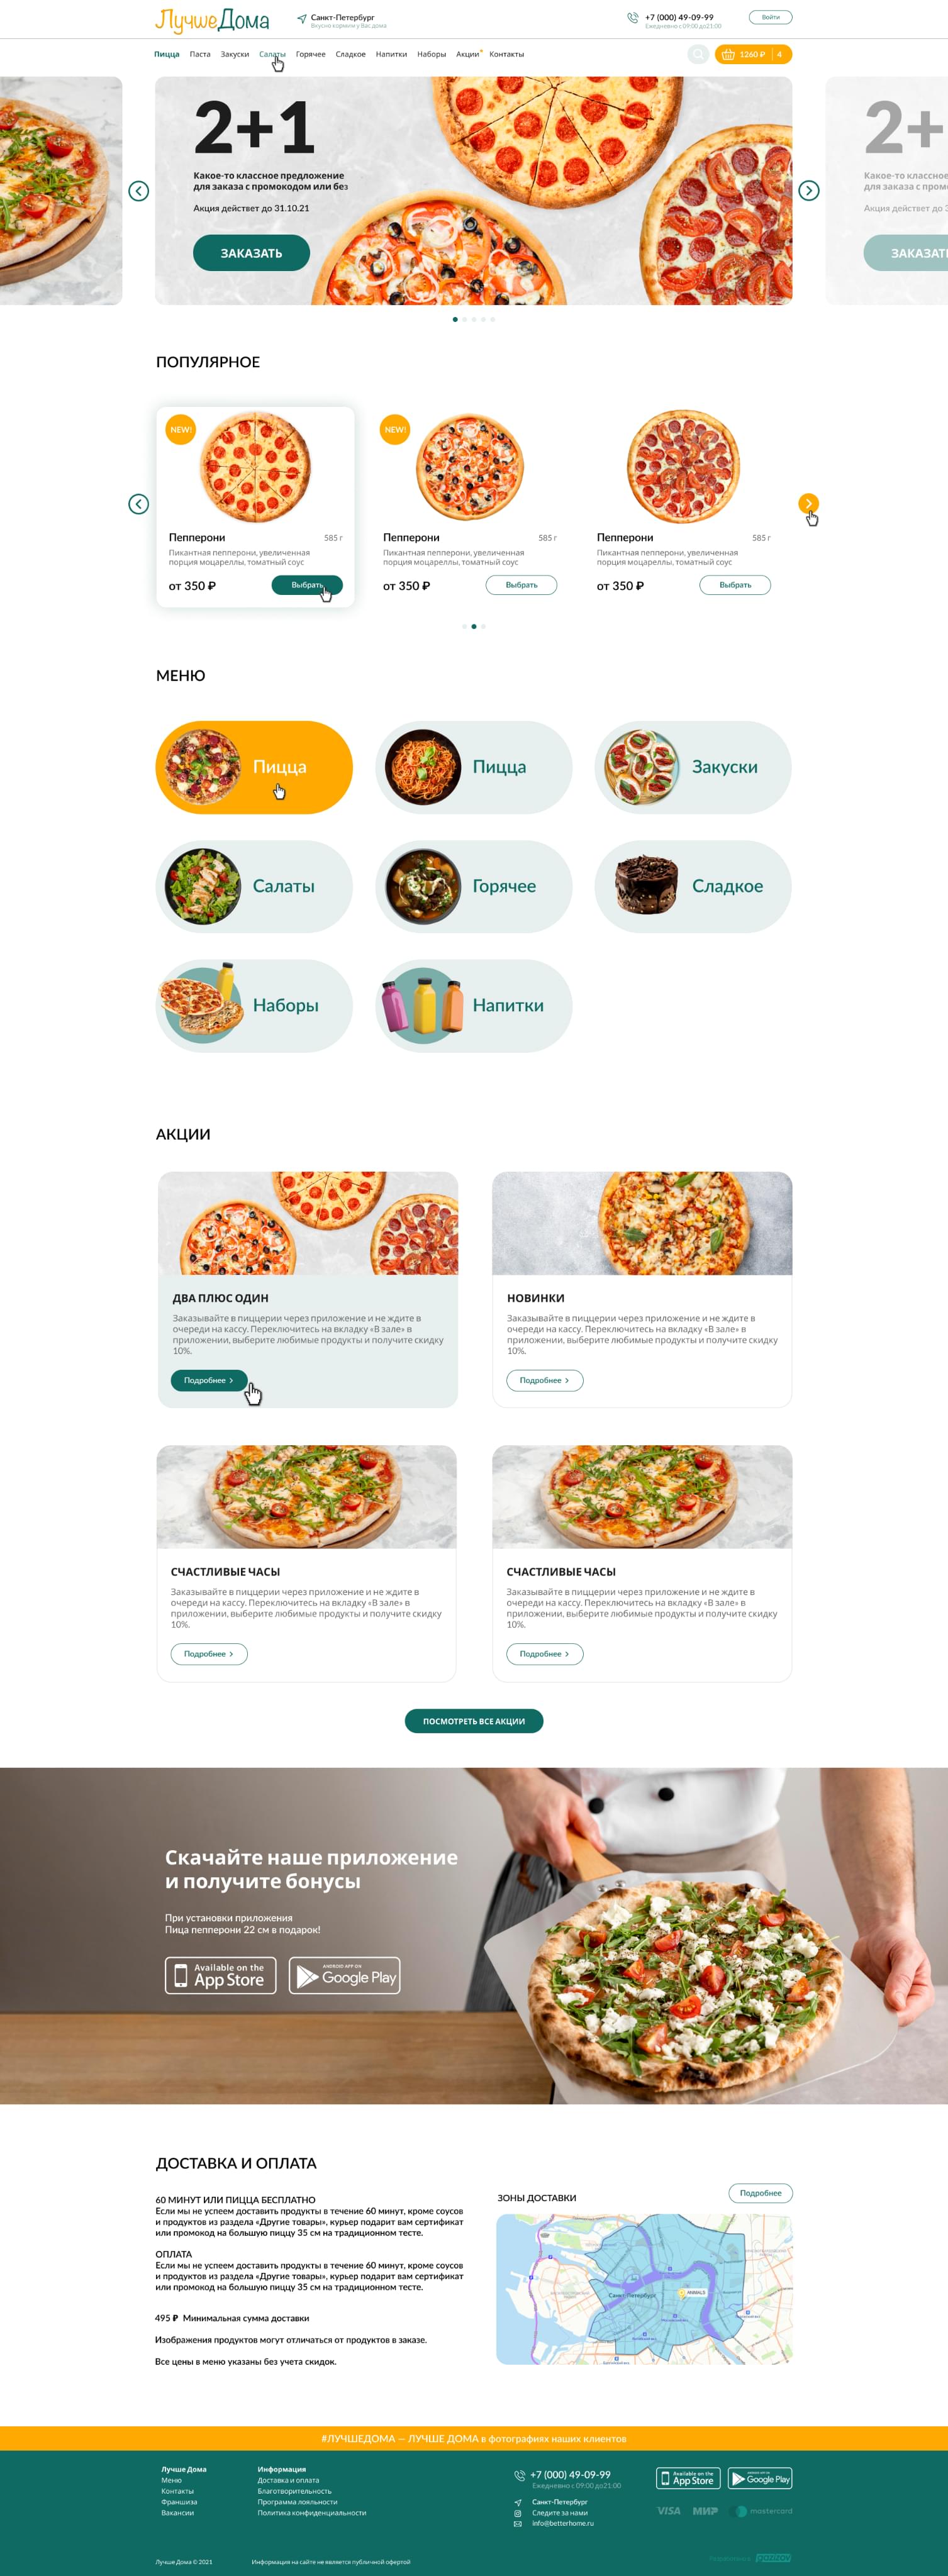 ЛучшеДома
Санкт-Петербург
Вкусно кормим у Вас дома
+7 (000) 49-09-99
Ежедневно с 09:00 до21:00
Войти
Пицца Паста Закуски Салаты Горячее Сладкое Напитки Наборы Акции Контакты
1260 ₽ 4
2+1
Какое-то классное предложение
для заказа с промокодом или без
Акция действет до 31.10.21
ЗАКАЗАТЬ
2+
Какое-то классное
для заказа с пром
Акция действет до
ЗАКАЗАТЬ
ПОПУЛЯРНОЕ
NEW!
Пепперони 585 г
Пикантная пепперони, увеличенная
порция моцареллы, томатный соус
от 350 ₽ Выбрать
NEW!
Пепперони 585 г
Пикантная пепперони, увеличенная
порция моцареллы, томатный соус
от 350 ₽ Выбрать
Пепперони 585 г
Пикантная пепперони, увеличенная
порция моцареллы, томатный соус
от 350 ₽ Выбрать
МЕНЮ
Пицца
Пицца
Закуски
Салаты
Горячее
Сладкое
Наборы
Напитки
АКЦИИ
ДВА ПЛЮС ОДИН
Заказывайте в пиццерии через приложение и не ждите в
очереди на кассу. Переключитесь на вкладку «В зале» в
приложении, выберите любимые продукты и получите скидку
10%.
Подробнее >
НОВИНКИ
Заказывайте в пиццерии через приложение и не ждите в
очереди на кассу. Переключитесь на вкладку «В зале» в
приложении, выберите любимые продукты и получите скидку
10%.
Подробнее >
СЧАСТЛИВЫЕ ЧАСЫ
Заказывайте в пиццерии через приложение и не ждите в
очереди на кассу. Переключитесь на вкладку «В зале» в
приложении, выберите любимые продукты и получите скидку
10%.
Подробнее >
СЧАСТЛИВЫЕ ЧАСЫ
Заказывайте в пиццерии через приложение и не ждите в
очереди на кассу. Переключитесь на вкладку «В зале» в
приложении, выберите любимые продукты и получите скидку
10%.
Подробнее >
ПОСМОТРЕТЬ ВСЕ АКЦИИ
Скачайте наше приложение
и получите бонусы
При установки приложения
Пица пепперони 22 см в подарок!
Available on the
App Store
ANDROID APP ON
Google Play
ДОСТАВКА И ОПЛАТА
60 МИНУТ ИЛИ ПИЦЦА БЕСПЛАТНО
Если мы не успеем доставить продукты в течение 60 минут, кроме соусов
и продуктов из раздела «Другие товары», курьер подарит вам сертификат
или промокод на большую пиццу 35 см на традиционном тесте.
ОПЛАТА
Если мы не успеем доставить продукты в течение 60 минут, кроме соусов
и продуктов из раздела «Другие товары», курьер подарит вам сертификат
или промокод на большую пиццу 35 см на традиционном тесте.
495 ₽ Минимальная сумма доставки
Изображения продуктов могут отличаться от продуктов в заказе.
Все цены в меню указаны без учета скидок.
ЗОНЫ ДОСТАВКИ
Подробнее
Санкт-Петербург
ANIMALS
#ЛУЧШЕДОМА — ЛУЧШЕ ДОМА в фотографиях наших клиентов
Лучше Дома
Меню
Контакты
Франшиза
Вакансии
Информация
Доставка и оплата
Благотворительность
Программа лояльности
Политика конфиденциальности
+7 (000) 49-09-99
Ежедневно с 09:00 до21:00
Санкт-Петербург
Следите за нами
info@betterhome.ru
Available on the
App Store
Google Play
VISA МИР mastercard
Лучше Дома © 2021
Информация на сайте не является публичной офертой